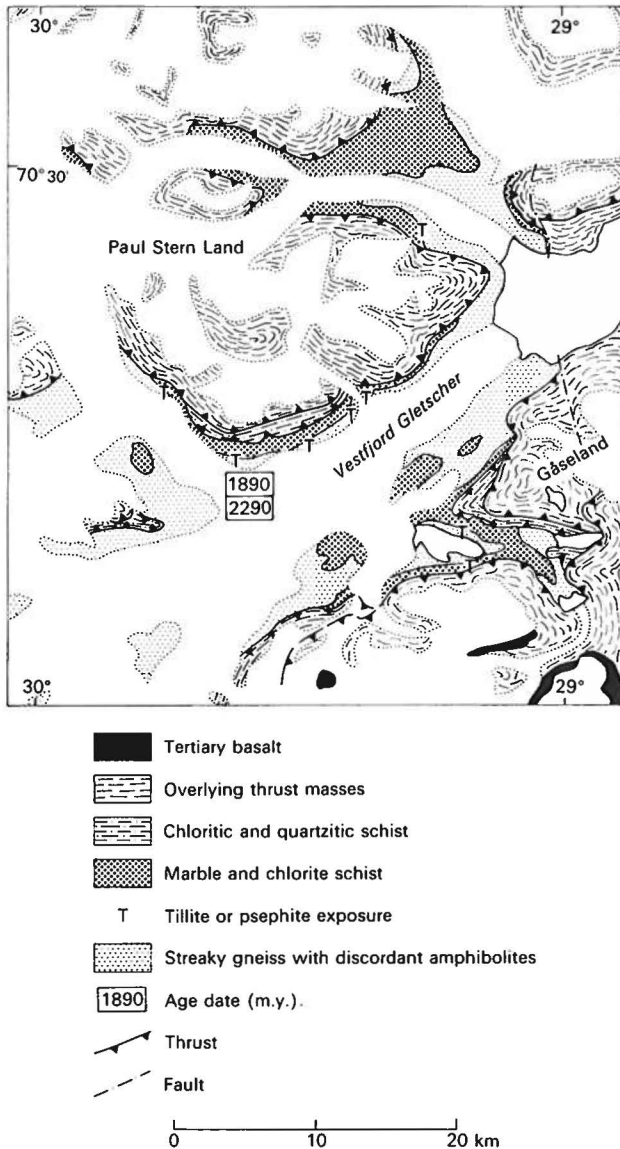 30° 29°
70° 30'
T
Paul Stern Land
T
T
T
T
T
Vestfjord Gletscher
Gåseland
1890
2290
T
T
30° 29°
Tertiary basalt
Overlying thrust masses
Chloritic and quartzitic schist
Marble and chlorite schist
T Tillite or psephite exposure
Streaky gneiss with discordant amphibolites
1890 Age date (m.y.)
Thrust
Fault
0 10 20 km